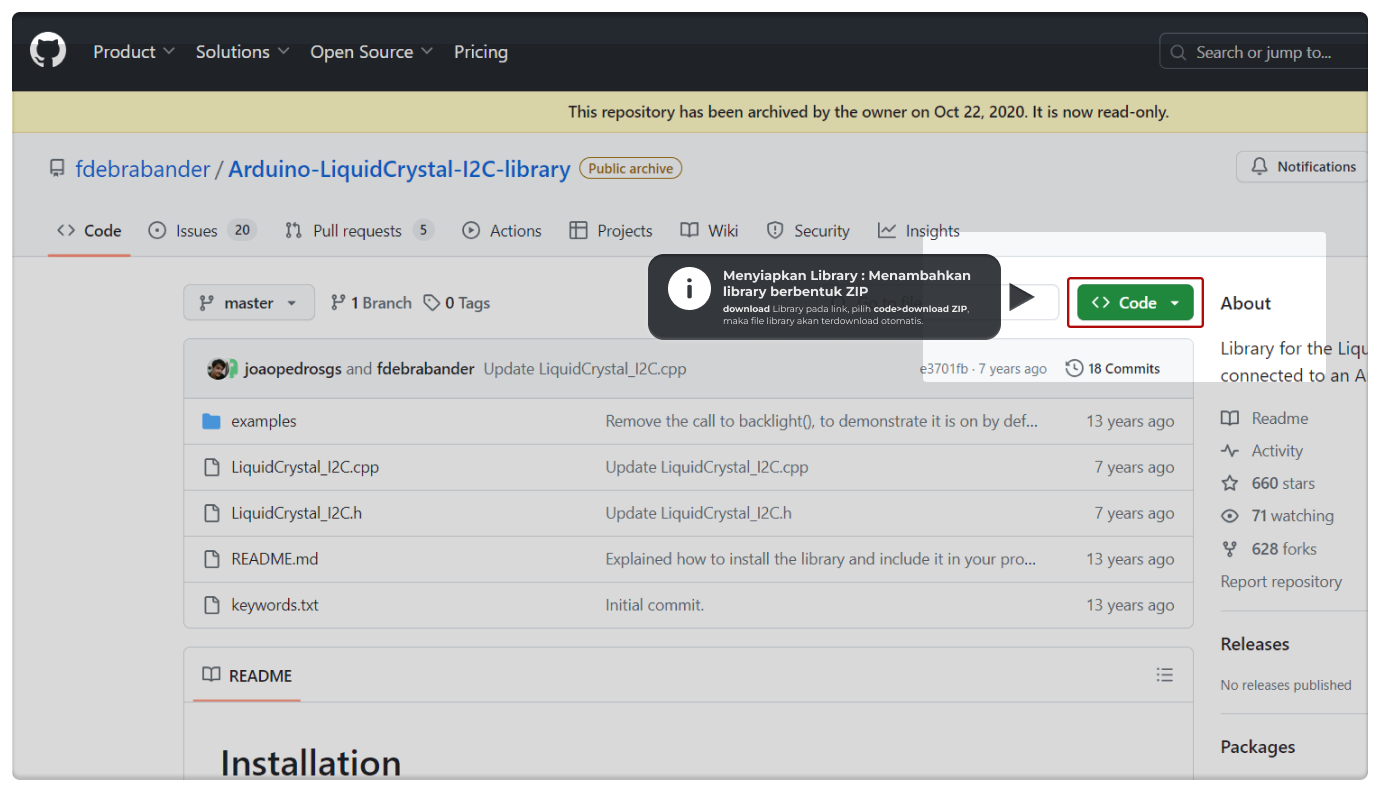 Product Solutions Open Source Pricing Search or jump to...
This repository has been archived by the owner on Oct 22, 2020. It is now read-only.
fdebrabander / Arduino-LiquidCrystal-I2C-library Public archive Notifications
Code Issues 20 Pull requests 5 Actions Projects Wiki Security Insights
Menyiapkan Library : Menambahkan
library berbentuk ZIP
download Library pada link, pilih code>download ZIP,
maka file library akan terdownload otomatis.
master 1 Branch 0 Tags Go to file Code
About
Library for the Liqu
connected to an A
joaopedrosgs and fdebrabander Update LiquidCrystal_I2C.cpp e3701fb · 7 years ago 18 Commits
examples Remove the call to backlight(), to demonstrate it is on by def... 13 years ago
LiquidCrystal_I2C.cpp Update LiquidCrystal_I2C.cpp 7 years ago
LiquidCrystal_I2C.h Update LiquidCrystal_I2C.h 7 years ago
README.md Explained how to install the library and include it in your pro... 13 years ago
keywords.txt Initial commit. 13 years ago
Readme
Activity
660 stars
71 watching
628 forks
Report repository
Releases
No releases published
Packages
README
Installation